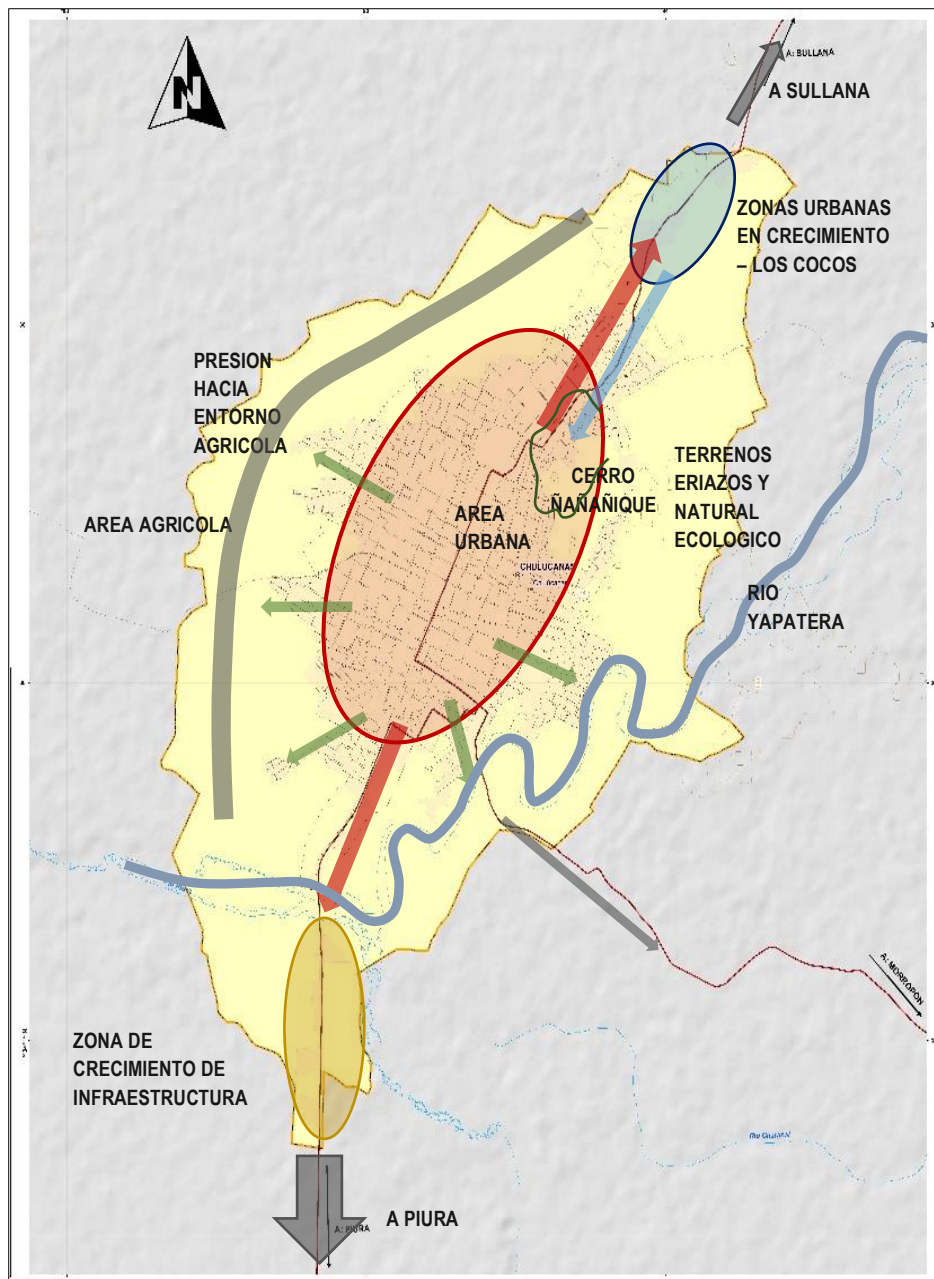 N
A: SULLANA
A SULLANA
ZONAS URBANAS
EN CRECIMIENTO
– LOS COCOS
PRESION
HACIA
ENTORNO
AGRICOLA
AREA AGRICOLA
CERRO
ÑAÑAÑIQUE
TERRENOS
ERIAZOS Y
NATURAL
ECOLOGICO
AREA
URBANA
CHULUCANAS
RIO
YAPATERA
A: MORROPON
ZONA DE
CRECIMIENTO DE
INFRAESTRUCTURA
A PIURA
A: PIURA